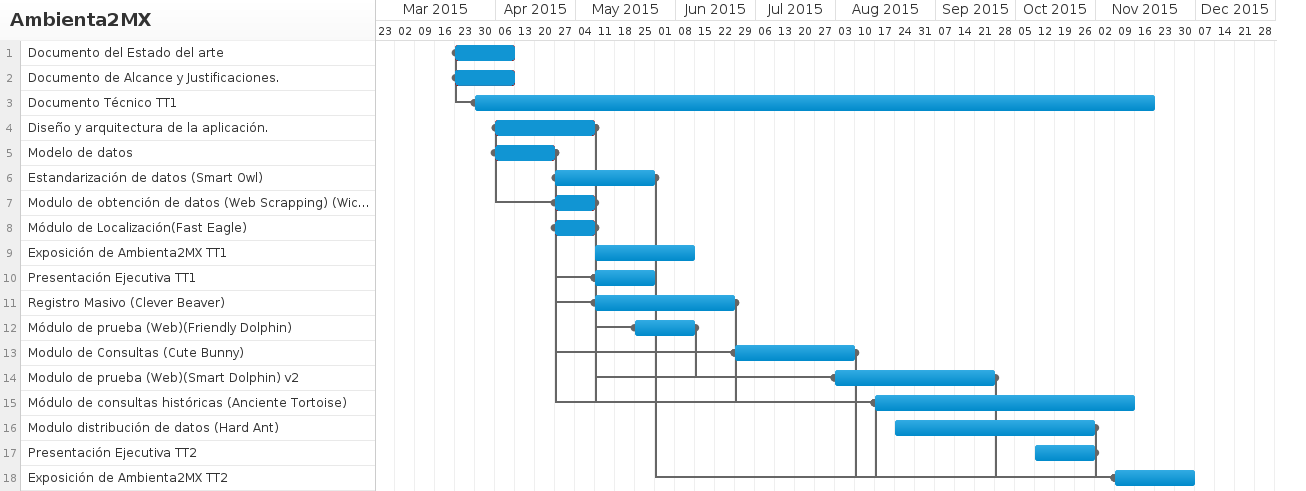 Ambienta2MX
Mar 2015 Apr 2015 May 2015 Jun 2015 Jul 2015 Aug 2015 Sep 2015 Oct 2015 Nov 2015 Dec 2015
23 02 09 16 23 30 06 13 20 27 04 11 18 25 01 08 15 22 29 06 13 20 27 03 10 17 24 31 07 14 21 28 05 12 19 26 02 09 16 23 30 07 14 21 28
1 Documento del Estado del arte
2 Documento de Alcance y Justificaciones.
3 Documento Técnico TT1
4 Diseño y arquitectura de la aplicación.
5 Modelo de datos
6 Estandarización de datos (Smart Owl)
7 Modulo de obtención de datos (Web Scrapping) (Wic...
8 Módulo de Localización(Fast Eagle)
9 Exposición de Ambienta2MX TT1
10 Presentación Ejecutiva TT1
11 Registro Masivo (Clever Beaver)
12 Módulo de prueba (Web)(Friendly Dolphin)
13 Modulo de Consultas (Cute Bunny)
14 Modulo de prueba (Web)(Smart Dolphin) v2
15 Módulo de consultas históricas (Anciente Tortoise)
16 Modulo distribución de datos (Hard Ant)
17 Presentación Ejecutiva TT2
18 Exposición de Ambienta2MX TT2